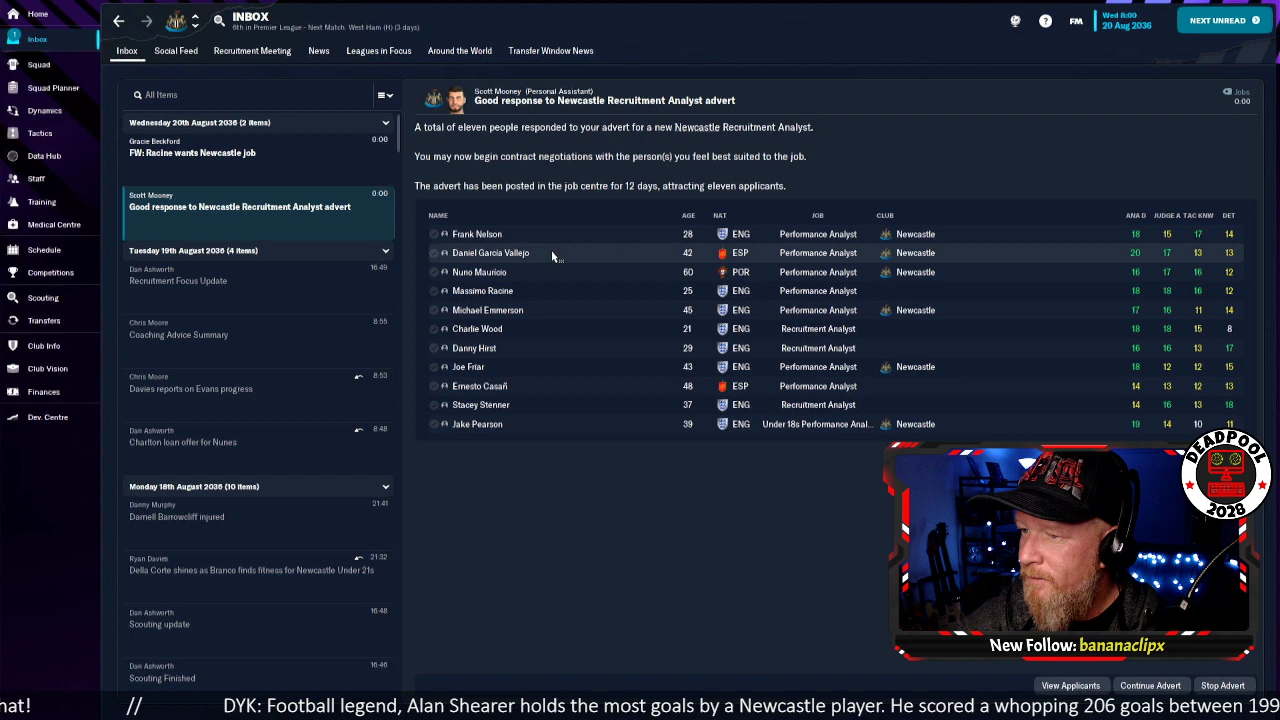 Home
Inbox
Squad
Squad Planner
Dynamics
Tactics
Data Hub
Staff
Training
Medical Centre
Schedule
Competitions
Scouting
Transfers
Club Info
Club Vision
Finances
Dev. Centre
INBOX
6th in Premier League - Next Match: West Ham (H) (3 days)
FM
Wed 8:00
20 Aug 2036
NEXT UNREAD
Inbox Social Feed Recruitment Meeting News Leagues in Focus Around the World Transfer Window News
All Items
Wednesday 20th August 2036 (2 items)
Gracie Beckford 0:00
FW: Racine wants Newcastle job
Scott Mooney 0:00
Good response to Newcastle Recruitment Analyst advert
Tuesday 19th August 2036 (4 items)
Dan Ashworth 16:49
Recruitment Focus Update
Chris Moore 8:55
Coaching Advice Summary
Chris Moore 8:53
Davies reports on Evans progress
Dan Ashworth 8:48
Charlton loan offer for Nunes
Monday 18th August 2036 (10 items)
Danny Murphy 21:41
Darnell Barrowcliff injured
Ryan Davies 21:32
Della Corte shines as Branco finds fitness for Newcastle Under 21s
Dan Ashworth 16:48
Scouting update
Dan Ashworth 16:46
Scouting Finished
Scott Mooney (Personal Assistant)
Good response to Newcastle Recruitment Analyst advert
Jobs
0:00
A total of eleven people responded to your advert for a new Newcastle Recruitment Analyst.
You may now begin contract negotiations with the person(s) you feel best suited to the job.
The advert has been posted in the job centre for 12 days, attracting eleven applicants.
NAME AGE NAT JOB CLUB ANA D JUDGE A TAC KNW DET
Frank Nelson 28 ENG Performance Analyst Newcastle 18 15 17 14
Daniel García Vallejo 42 ESP Performance Analyst Newcastle 20 17 13 13
Nuno Maurício 60 POR Performance Analyst Newcastle 16 17 16 12
Massimo Racine 25 ENG Performance Analyst 18 18 16 12
Michael Emmerson 45 ENG Performance Analyst Newcastle 17 16 11 14
Charlie Wood 21 ENG Recruitment Analyst 18 18 15 8
Danny Hirst 29 ENG Recruitment Analyst 16 16 13 17
Joe Friar 43 ENG Performance Analyst Newcastle 18 12 12 15
Ernesto Casañ 48 ESP Performance Analyst 14 13 12 13
Stacey Stenner 37 ENG Recruitment Analyst 14 16 13 18
Jake Pearson 39 ENG Under 18s Performance Anal... Newcastle 19 14 10 11
DEADPOOL
2028
New Follow: bananaclipx
View Applicants Continue Advert Stop Advert
nat! // DYK: Football legend, Alan Shearer holds the most goals by a Newcastle player. He scored a whopping 206 goals between 199